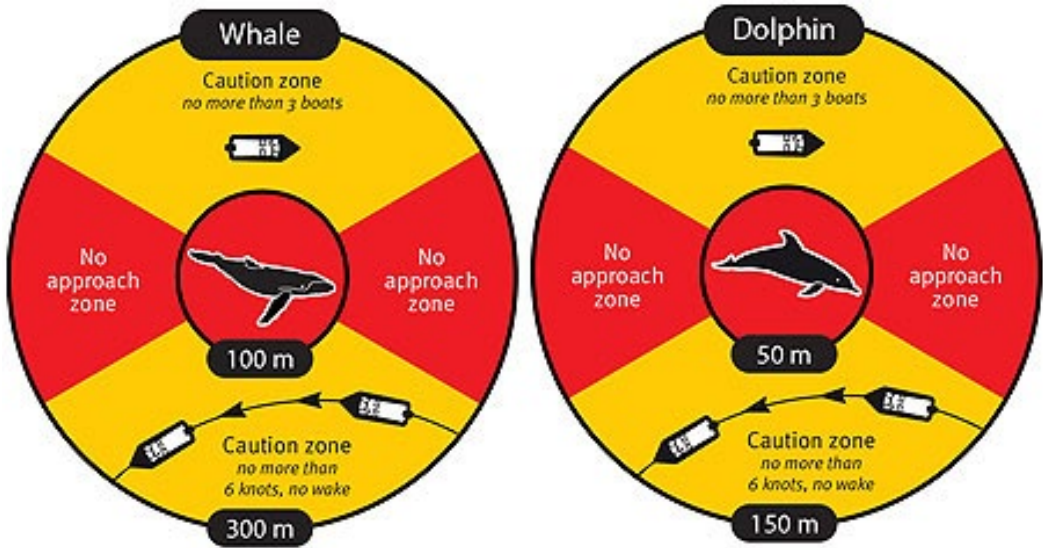 Whale
Caution zone
no more than 3 boats
No
approach
zone
No
approach
zone
100 m
Caution zone
no more than
6 knots, no wake
300 m
Dolphin
Caution zone
no more than 3 boats
No
approach
zone
No
approach
zone
50 m
Caution zone
no more
than
6 knots, no wake
150 m